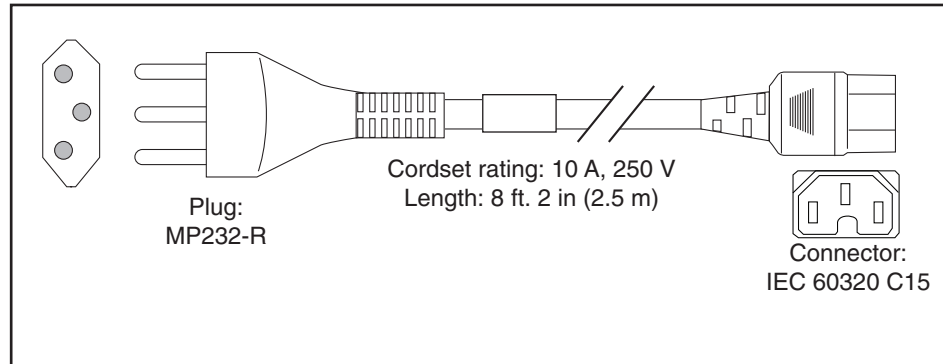 Cordset rating: 10 A, 250 V
Length: 8 ft. 2 in (2.5 m)
Plug:
MP232-R
Connector:
IEC 60320 C15